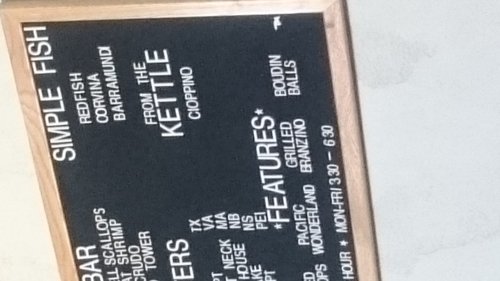 BAR
SCALLOPS
SHRIMP
CRUDO
TOWER
TX
NECK VA
HOUSE MA
NB
NS
PEI
SIMPLE FISH
REDFISH
CORVINA
BARRAMUNDI
FROM THE
KETTLE
CIOPPINO
*FEATURES*
GRILLED
BRANZINO
PACIFIC
WONDERLAND
BOUDIN
BALLS
HOUR * MON-FRI 3:30 - 6:30